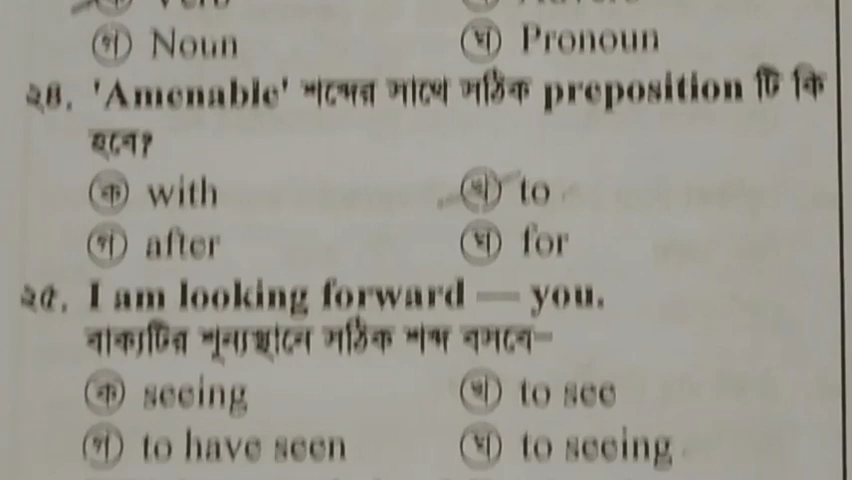 (গ) Noun (ঘ) Pronoun
২৪. 'Amenable' শব্দের সাথে সঠিক preposition টি কি
হবে?
(ক) with (খ) to
(গ) after (ঘ) for
২৫. I am looking forward — you.
বাক্যটির শূন্যস্থানে সঠিক শব্দ বসবে–
(ক) seeing (খ) to see
(গ) to have seen (ঘ) to seeing